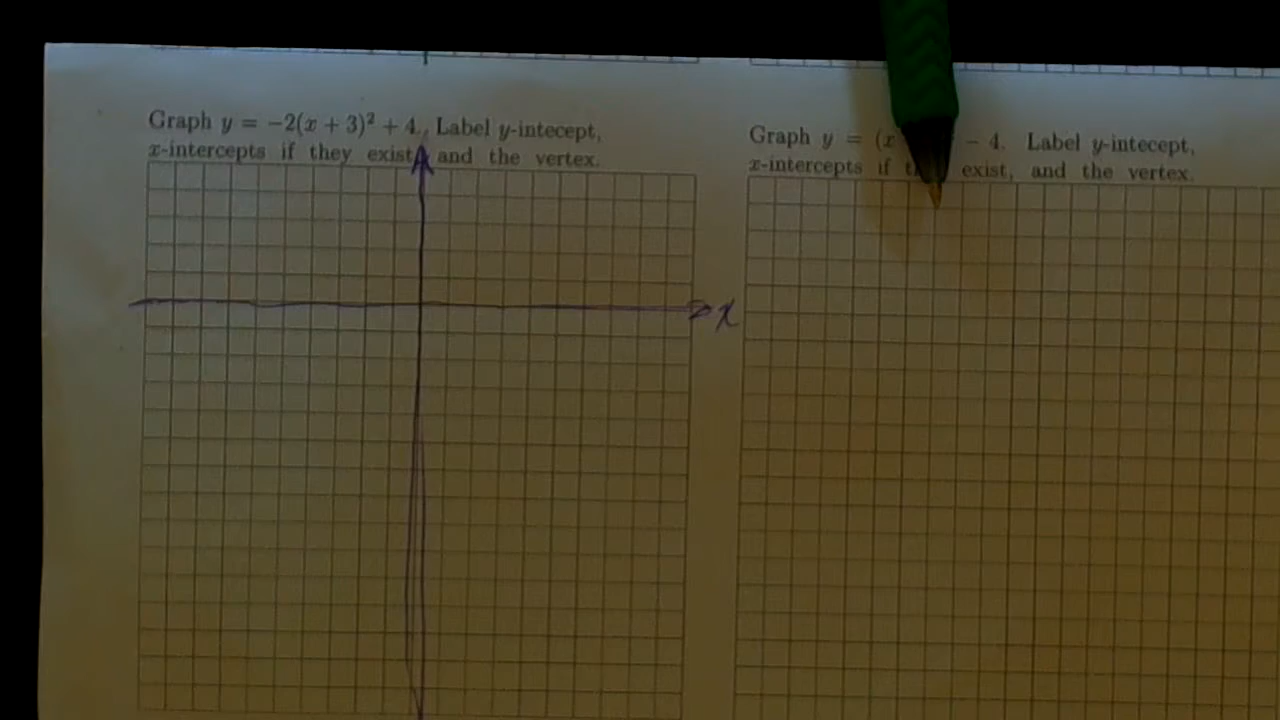 Graph y = −2(x + 3)² + 4. Label y-intecept,
x-intercepts if they exist, and the vertex.
x
Graph y = (x − 4. Label y-intecept,
x-intercepts if exist, and the vertex.